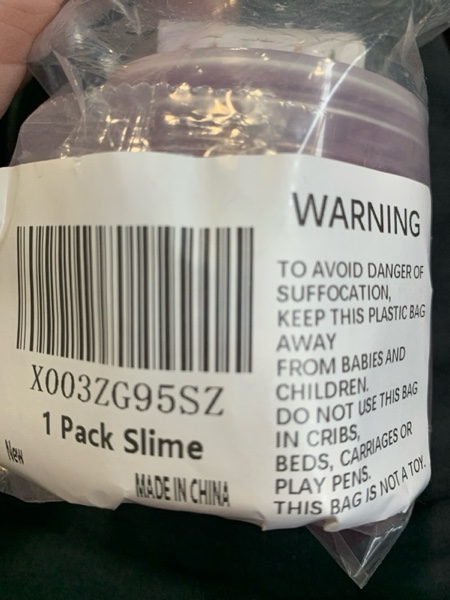 X003ZG95SZ
1 Pack Slime
New
MADE IN CHINA
WARNING
TO AVOID DANGER OF
SUFFOCATION,
KEEP THIS PLASTIC BAG
AWAY
FROM BABIES AND
CHILDREN.
DO NOT USE THIS BAG
IN CRIBS,
BEDS, CARRIAGES OR
PLAY PENS.
THIS BAG IS NOT A TOY.